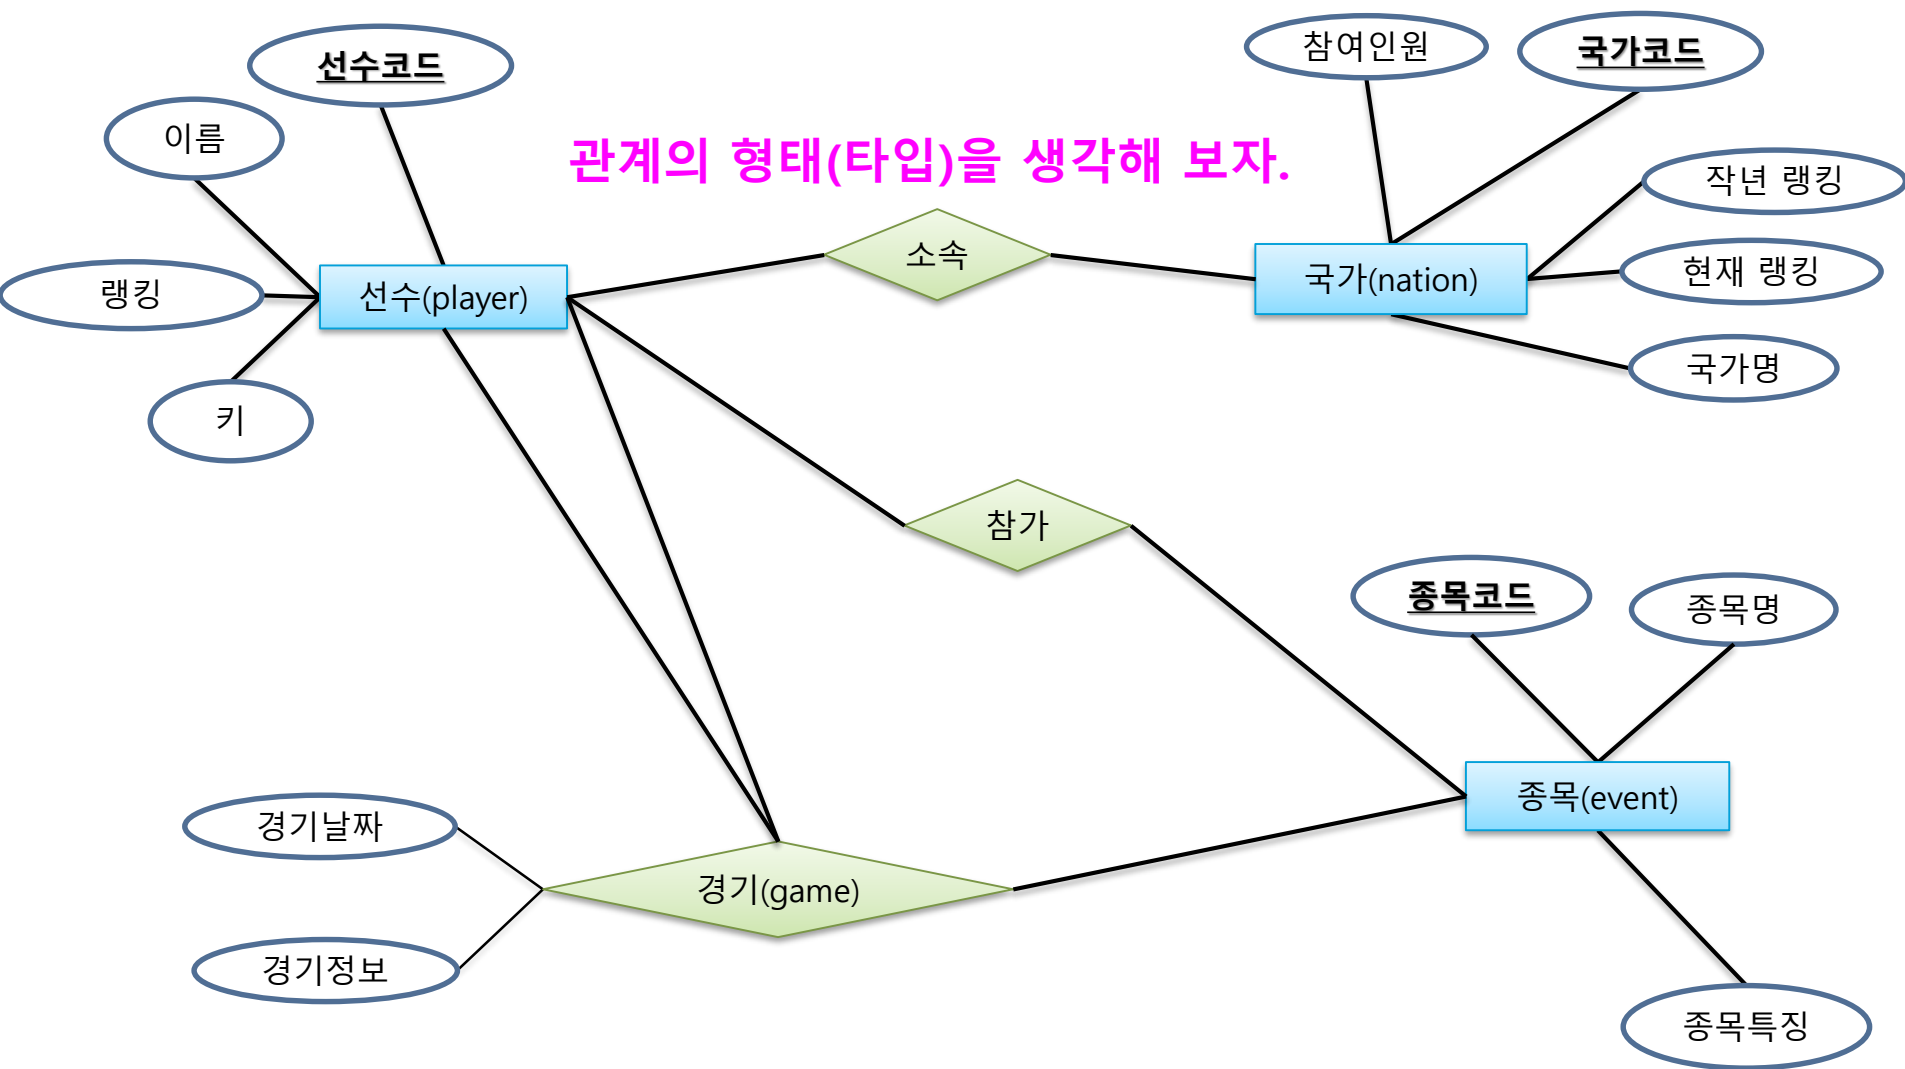 선수코드
참여인원
국가코드
이름
관계의 형태(타입)을 생각해 보자.
작년 랭킹
소속
국가(nation)
현재 랭킹
랭킹
선수(player)
국가명
키
참가
종목코드
종목명
종목(event)
경기날짜
경기(game)
경기정보
종목특징